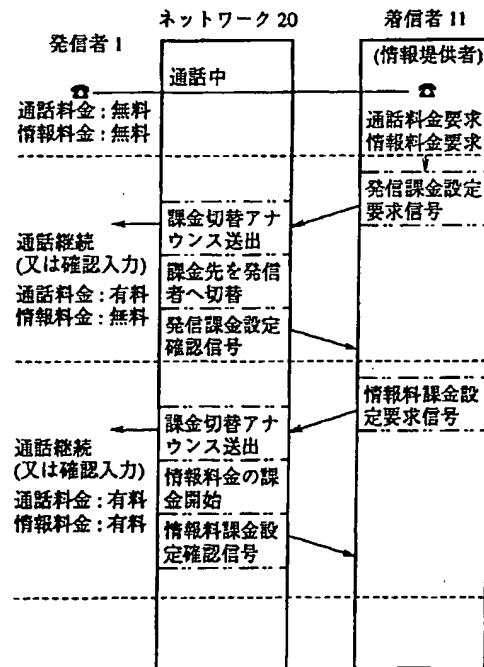 発信者 1
ネットワーク 20
着信者 11
(情報提供者)
通話中
通話料金 : 無料
情報料金 : 無料
通話料金要求
情報料金要求
発信課金設定
要求信号
課金切替アナ
ウンス送出
通話継続
(又は確認入力)
通話料金 : 有料
情報料金 : 無料
課金先を発信
者へ切替
発信課金設定
確認信号
情報料課金設
定要求信号
課金切替アナ
ウンス送出
通話継続
(又は確認入力)
通話料金 : 有料
情報料金 : 有料
情報料金の課
金開始
情報料課金設
定確認信号